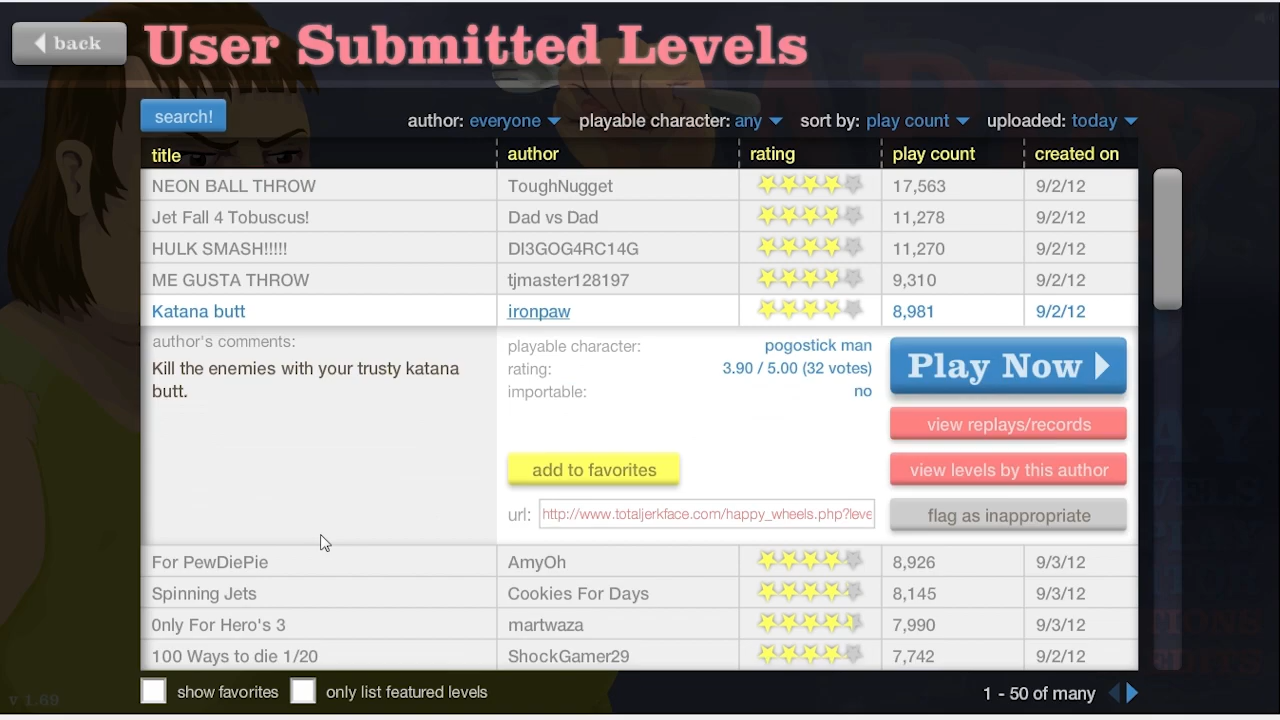 back
User Submitted Levels
search!
author: everyone playable character: any sort by: play count uploaded: today
title author rating play count created on
NEON BALL THROW ToughNugget 17,563 9/2/12
Jet Fall 4 Tobuscus! Dad vs Dad 11,278 9/2/12
HULK SMASH!!!!! DI3GOG4RC14G 11,270 9/2/12
ME GUSTA THROW tjmaster128197 9,310 9/2/12
Katana butt ironpaw 8,981 9/2/12
author's comments:
Kill the enemies with your trusty katana
butt.
playable character: pogostick man
rating: 3.90 / 5.00 (32 votes)
importable: no
add to favorites
url: http://www.totaljerkface.com/happy_wheels.php?leve
Play Now
view replays/records
view levels by this author
flag as inappropriate
For PewDiePie AmyOh 8,926 9/3/12
Spinning Jets Cookies For Days 8,145 9/3/12
0nly For Hero's 3 martwaza 7,990 9/3/12
100 Ways to die 1/20 ShockGamer29 7,742 9/2/12
show favorites only list featured levels 1 - 50 of many
v 1.69